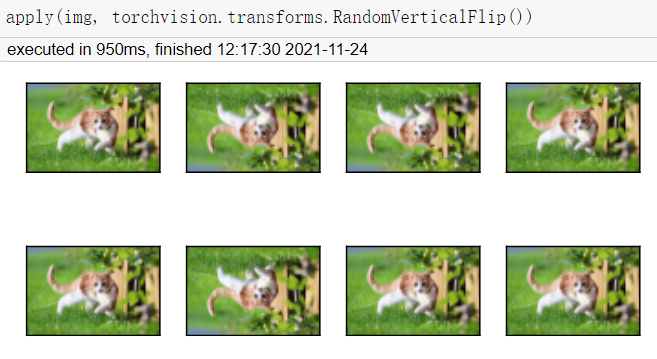 apply(img, torchvision.transforms.RandomVerticalFlip())
executed in 950ms, finished 12:17:30 2021-11-24